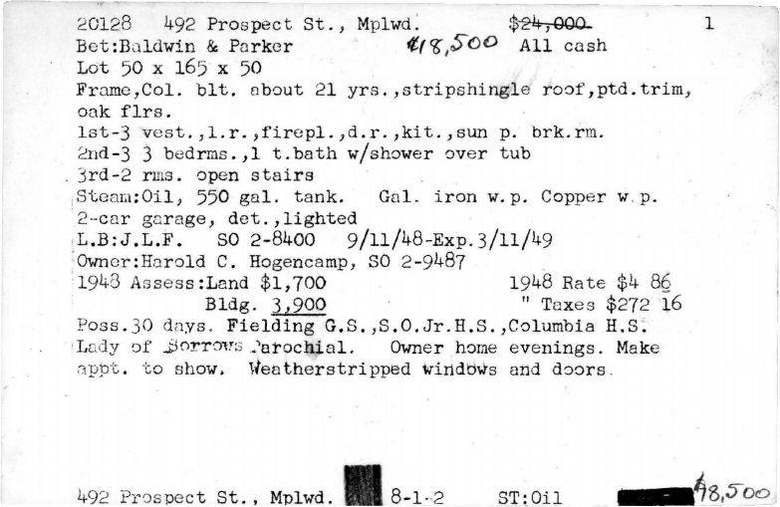 20128 492 Prospect St., Mplwd. $24,000. 1
Bet:Baldwin & Parker $18,500 All cash
Lot 50 x 165 x 50
Frame,Col. blt. about 21 yrs.,stripshingle roof,ptd.trim,
oak flrs.
1st-3 vest.,l.r.,firepl.,d.r.,kit.,sun p. brk.rm.
2nd-3 3 bedrms.,1 t.bath w/shower over tub
3rd-2 rms. open stairs
Steam:Oil, 550 gal. tank. Gal. iron w.p. Copper w.p.
2-car garage, det.,lighted
L.B:J.L.F. SO 2-8400 9/11/48-Exp.3/11/49
Owner:Harold C. Hogencamp, SO 2-9487
1948 Assess:Land $1,700 1948 Rate $4 86
Bldg. 3,900 " Taxes $272 16
Poss.30 days. Fielding G.S.,S.O.Jr.H.S.,Columbia H.S.
Lady of Sorrows Parochial. Owner home evenings. Make
appt. to show. Weatherstripped windows and doors.
492 Prospect St., Mplwd. 8-1-2 ST:Oil $18,500